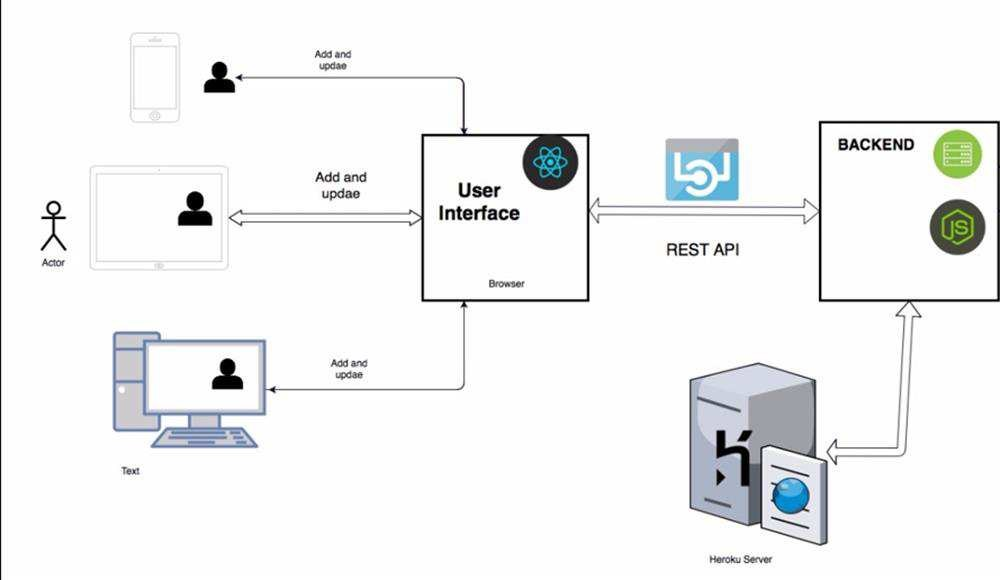 Add and
updae
BACKEND
User
Interface
Browser
JS
Add and
updae
REST API
Actor
Add and
updae
Text
Heroku Server